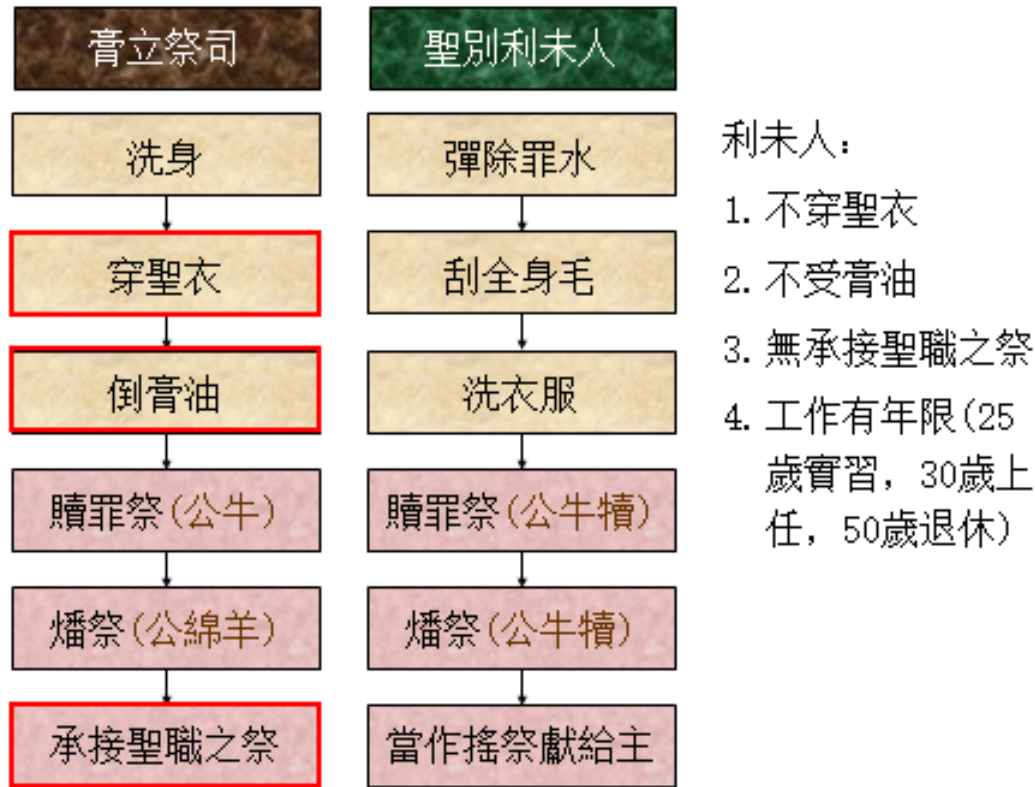 膏立祭司
聖別利未人
洗身
彈除罪水
穿聖衣
刮全身毛
倒膏油
洗衣服
贖罪祭(公牛)
贖罪祭(公牛犢)
燔祭(公綿羊)
燔祭(公牛犢)
承接聖職之祭
當作搖祭獻給主
利未人：
1. 不穿聖衣
2. 不受膏油
3. 無承接聖職之祭
4. 工作有年限(25
歲實習，30歲上
任，50歲退休)